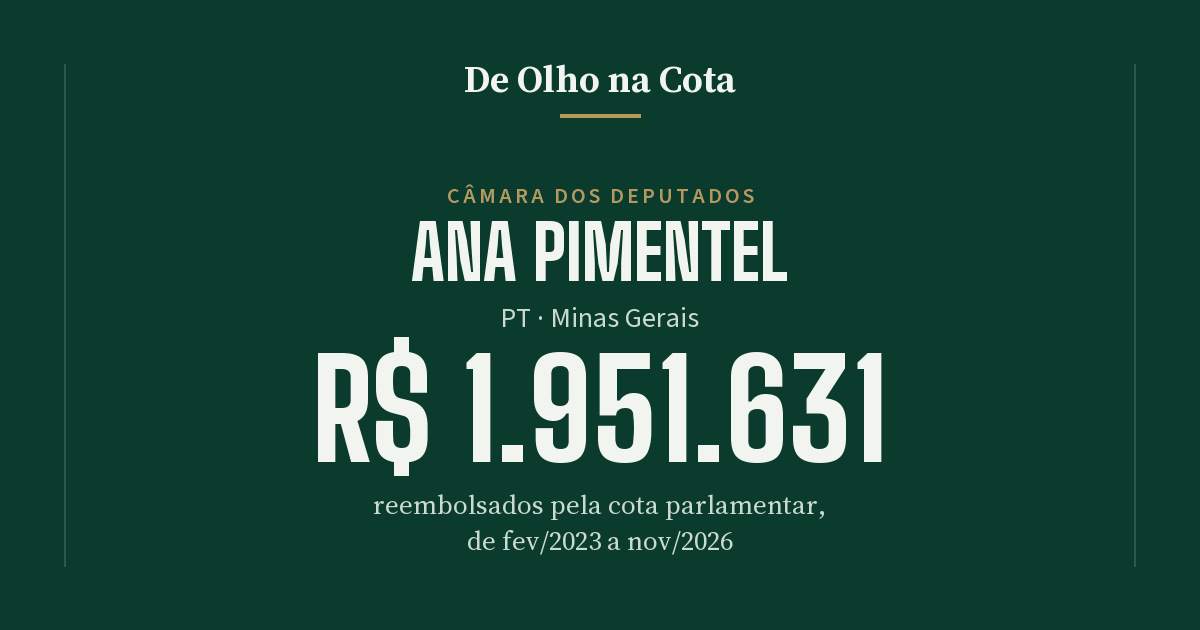 De Olho na Cota
CÂMARA DOS DEPUTADOS
ANA PIMENTEL
PT · Minas Gerais
R$ 1.951.631
reembolsados pela cota parlamentar,
de fev/2023 a nov/2026